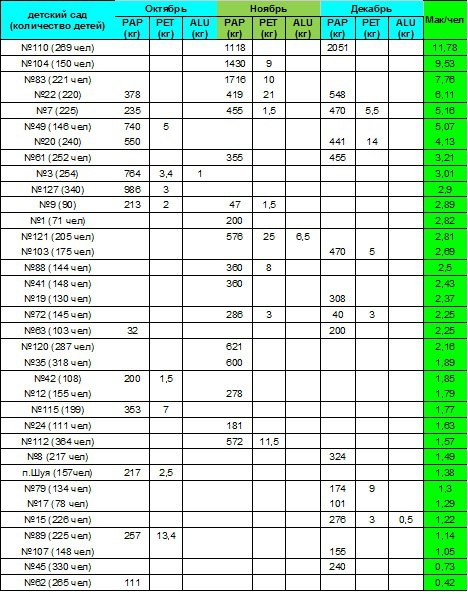 детский сад (количество детей) Октябрь Ноябрь Декабрь Мак/чел
PAP (кг) PET (кг) ALU (кг) PAP (кг) PET (кг) ALU (кг) PAP (кг) PET (кг) ALU (кг)
№110 (269 чел) 1118 2051 11,78
№104 (150 чел) 1430 9 9,53
№83 (221 чел) 1716 10 7,76
№22 (220) 378 419 21 548 6,11
№7 (225) 235 455 1,5 470 5,5 5,16
№49 (146 чел) 740 5 5,07
№20 (240) 550 441 14 4,13
№61 (252 чел) 355 455 3,21
№3 (254) 764 3,4 1 3,01
№127 (340) 986 3 2,9
№9 (90) 213 2 47 1,5 2,89
№1 (71 чел) 200 2,82
№121 (205 чел) 576 25 6,5 2,81
№103 (175 чел) 470 5 2,69
№88 (144 чел) 360 8 2,5
№41 (148 чел) 360 2,43
№19 (130 чел) 308 2,37
№72 (145 чел) 286 3 40 3 2,25
№63 (103 чел) 32 200 2,25
№120 (287 чел) 621 2,16
№35 (318 чел) 600 1,89
№42 (108) 200 1,5 1,85
№12 (155 чел) 278 1,79
№115 (199) 353 7 1,77
№24 (111 чел) 181 1,63
№112 (364 чел) 572 11,5 1,57
№8 (217 чел) 324 1,49
п.Шуя (157чел) 217 2,5 1,38
№79 (134 чел) 174 9 1,3
№17 (78 чел) 101 1,29
№15 (226 чел) 276 3 0,5 1,22
№89 (225 чел) 257 13,4 1,14
№107 (148 чел) 155 1,05
№45 (330 чел) 240 0,73
№62 (265 чел) 111 0,42